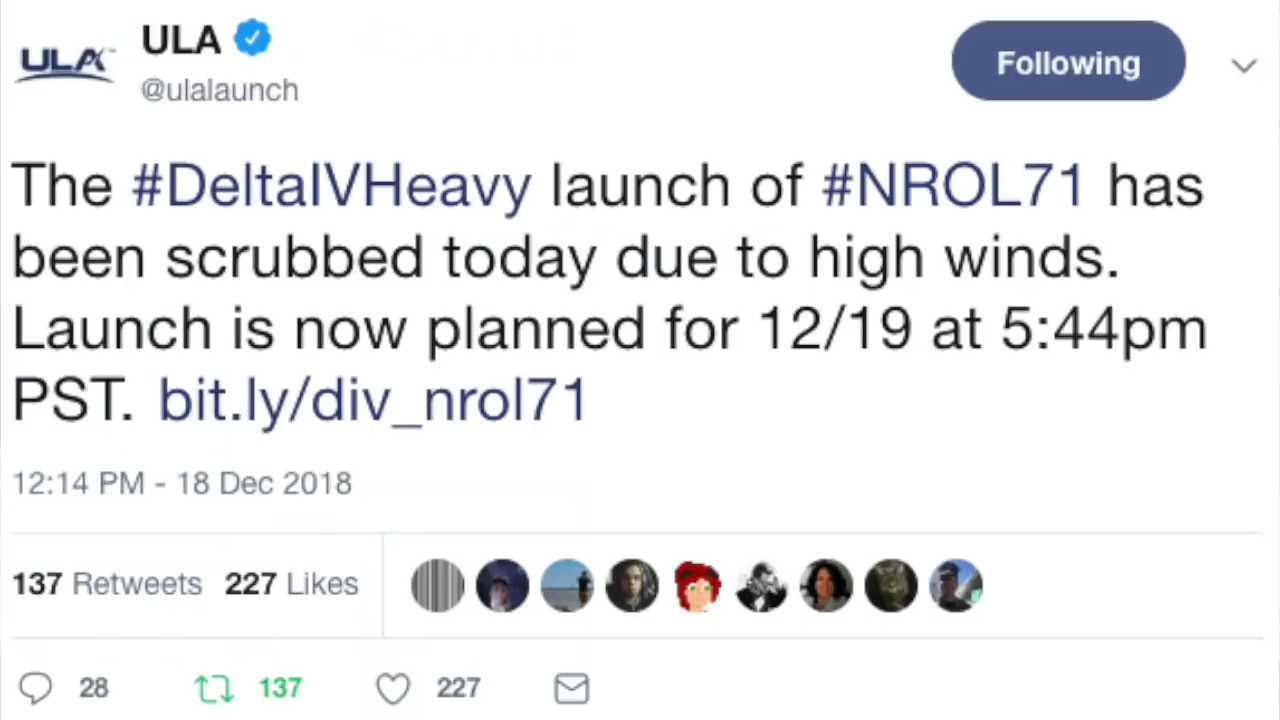 ULA
ULA
@ulalaunch
Following
The #DeltaIVHeavy launch of #NROL71 has
been scrubbed today due to high winds.
Launch is now planned for 12/19 at 5:44pm
PST. bit.ly/div_nrol71
12:14 PM - 18 Dec 2018
137 Retweets 227 Likes
28 137 227